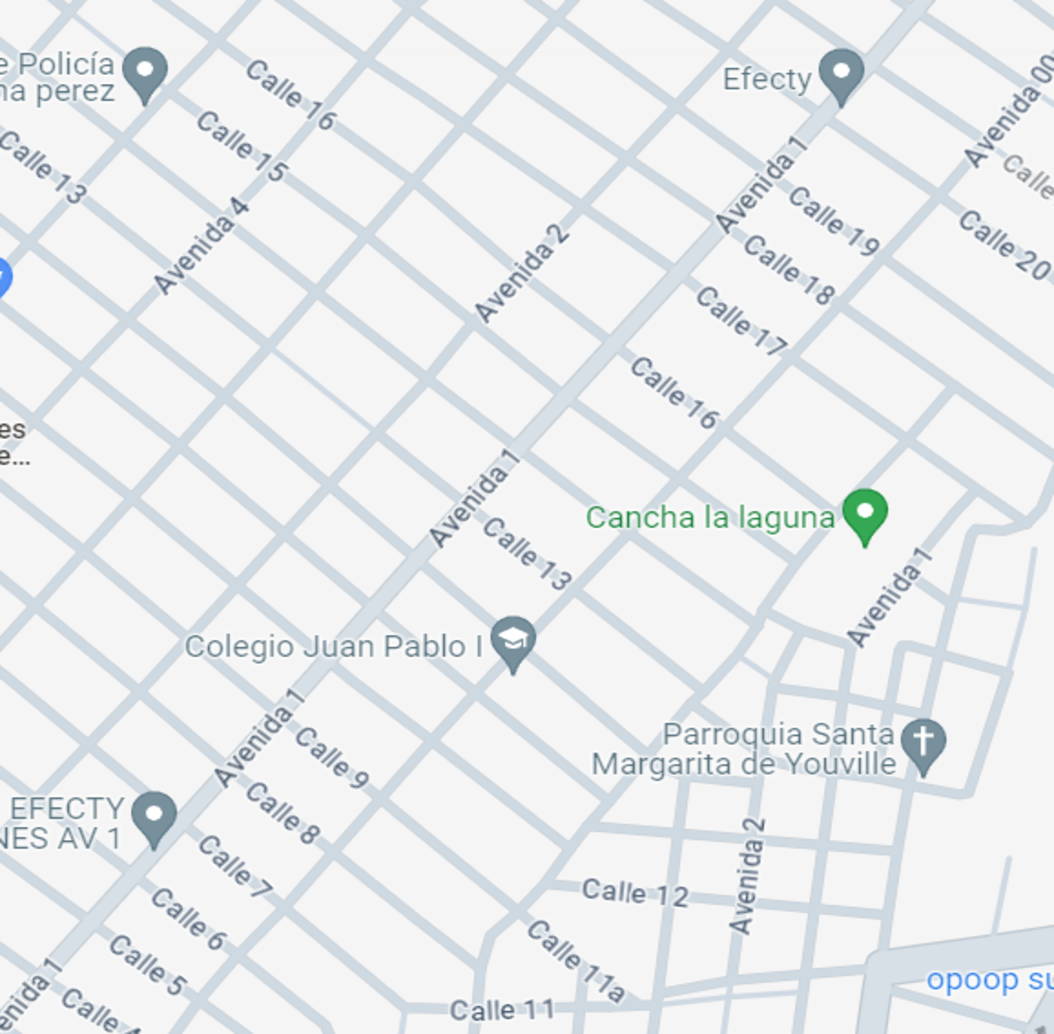 e Policía
na perez
Calle 16
Efecty
Avenida 00
Calle 15
Calle 13
Avenida 1
Calle
Calle 19
Calle 20
Avenida 4
Avenida 2
Calle 18
Calle 17
Calle 16
es
e...
Avenida 1
Cancha la laguna
Calle 13
Avenida 1
Colegio Juan Pablo I
Avenida 1
Parroquia Santa
Margarita de Youville
Calle 9
EFECTY
NES AV 1
Calle 8
Calle 7
Avenida 2
Calle 12
Calle 6
Calle 5
Calle 11a
enida 1
Calle 4
Calle 11
opoop su